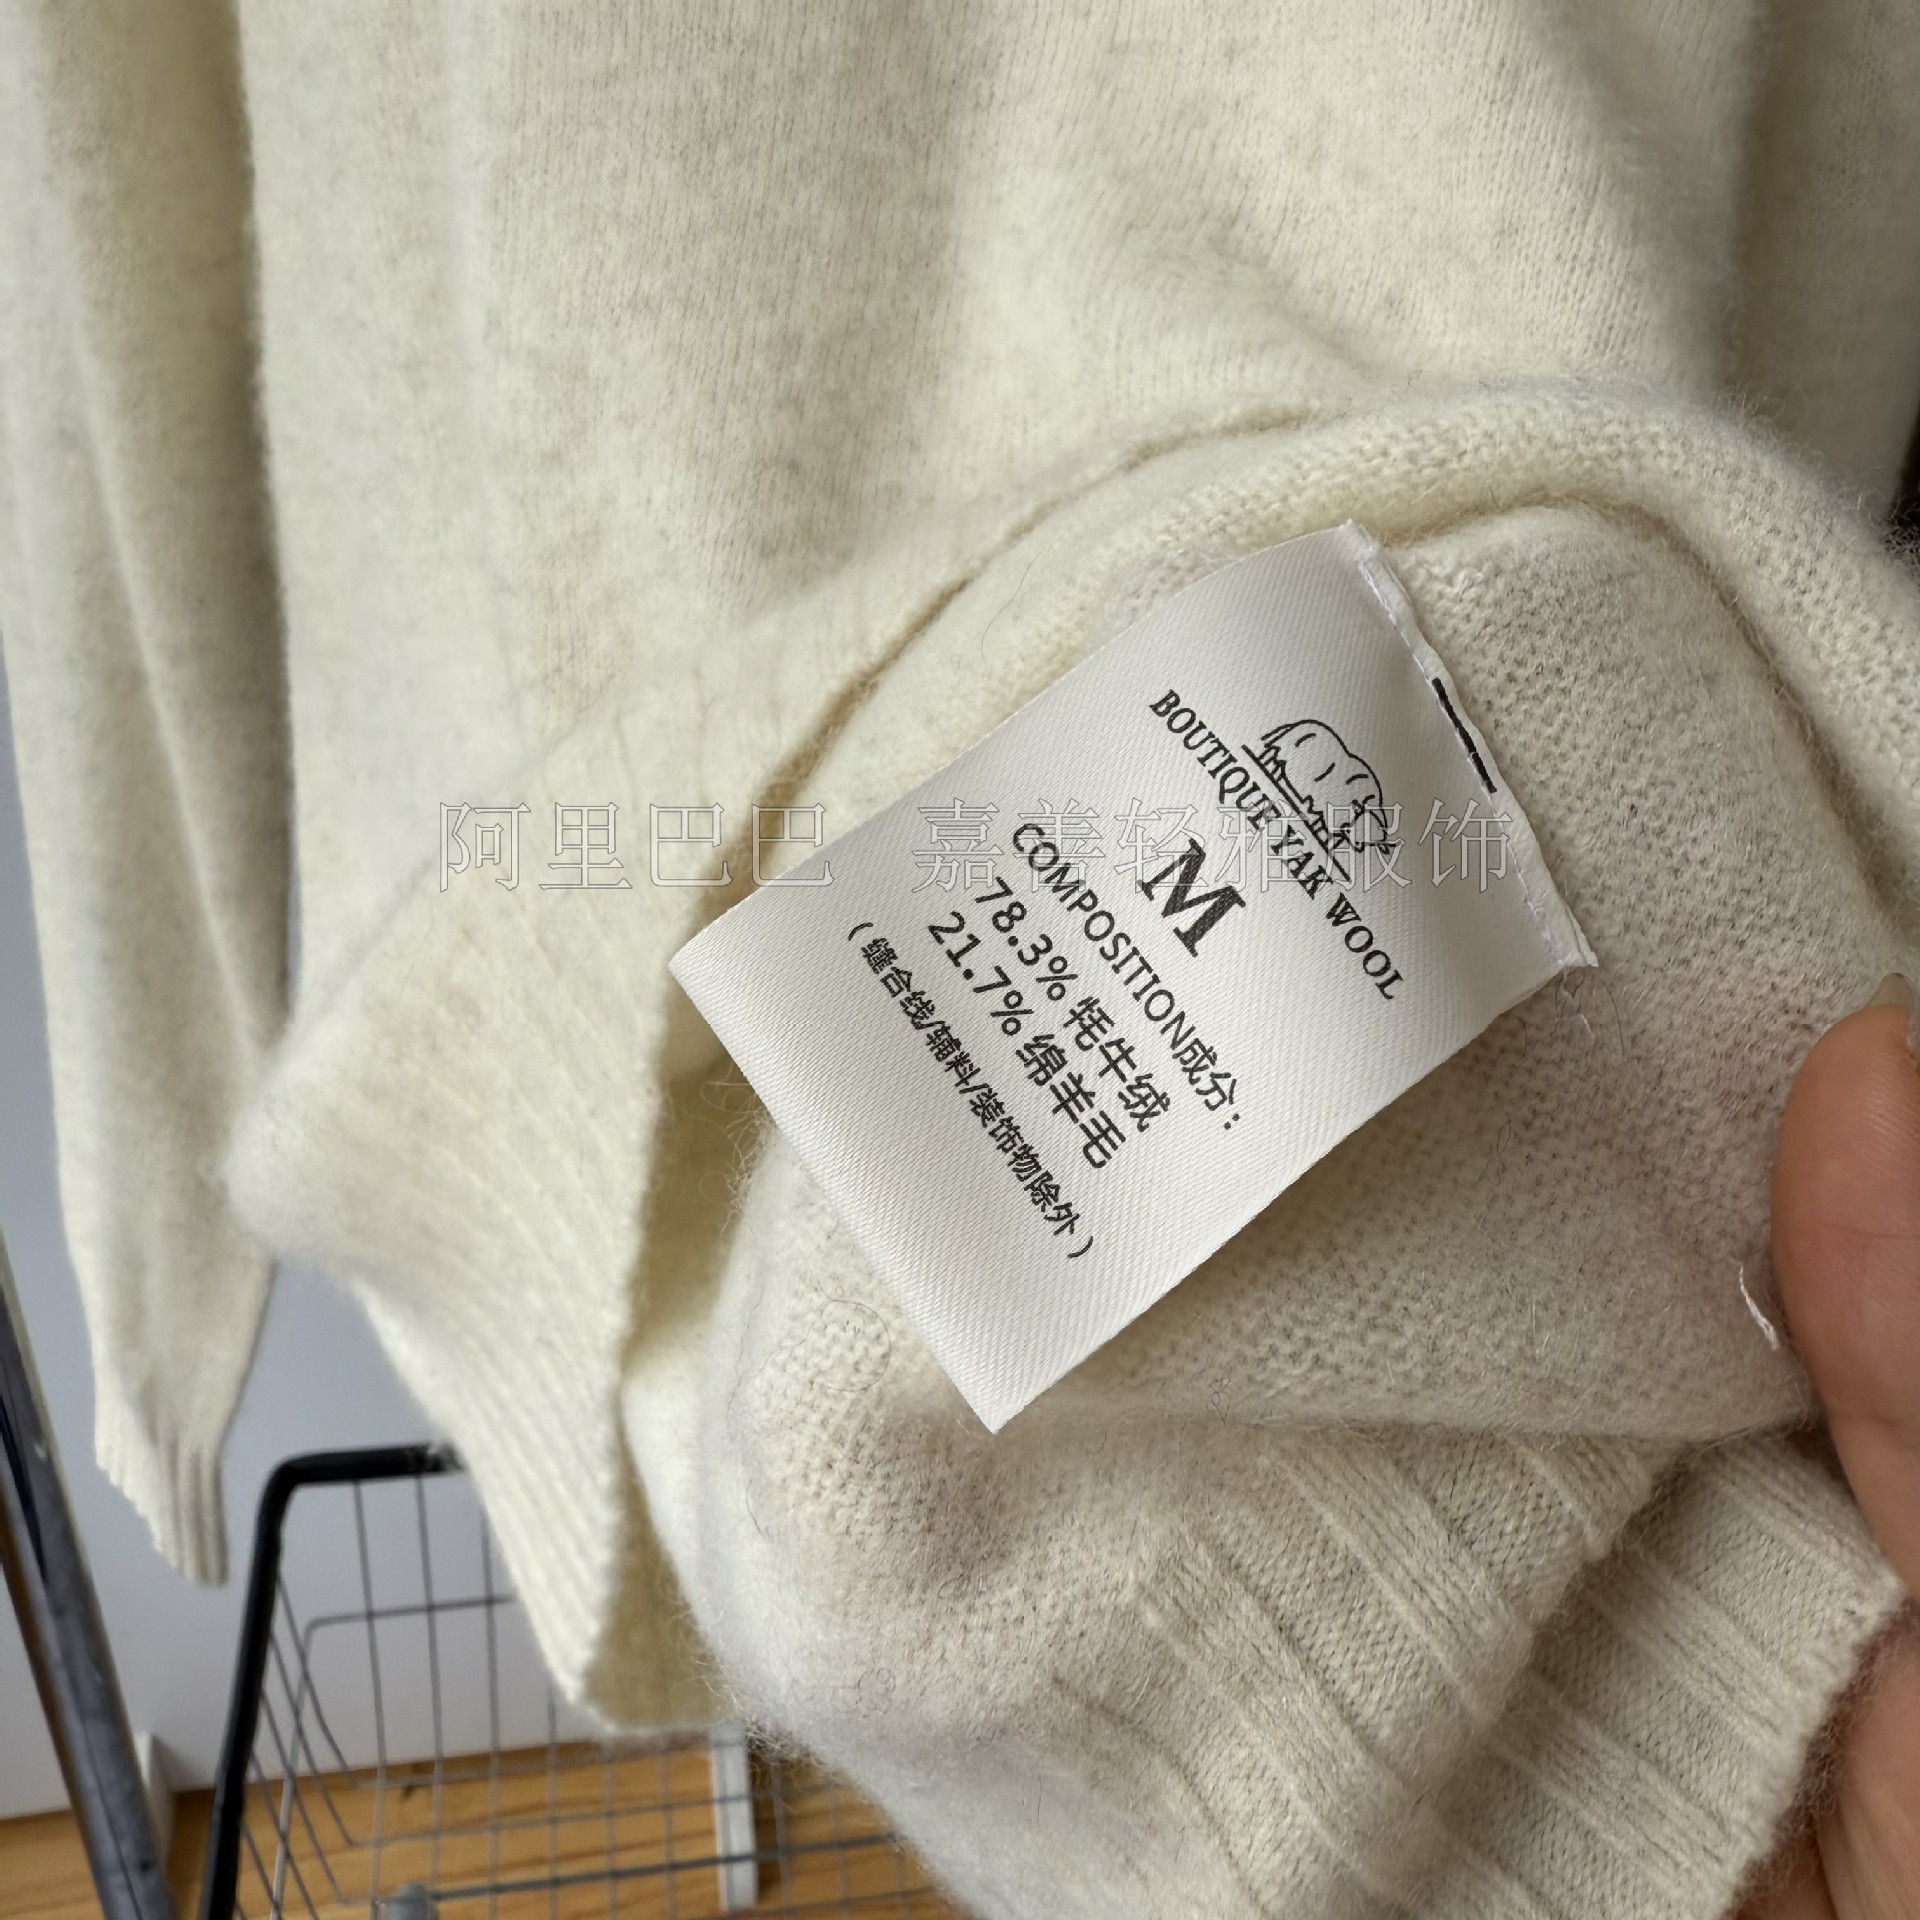 BOUTIQUE YAK WOOL
M
COMPOSITION成分：
78.3% 牦牛绒
21.7% 绵羊毛
（缝合线/辅料/装饰物除外）
阿里巴巴 嘉善轻雅服饰